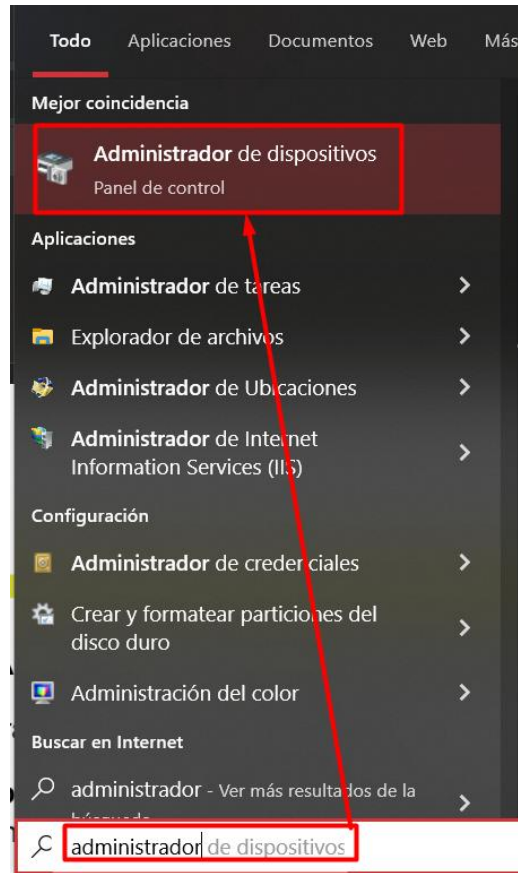 Todo Aplicaciones Documentos Web Más
Mejor coincidencia
Administrador de dispositivos
Panel de control
Aplicaciones
Administrador de tareas
Explorador de archivos
Administrador de Ubicaciones
Administrador de Internet
Information Services (IIS)
Configuración
Administrador de credenciales
Crear y formatear particiones del
disco duro
Administración del color
Buscar en Internet
administrador - Ver más resultados de la
administrador de dispositivos